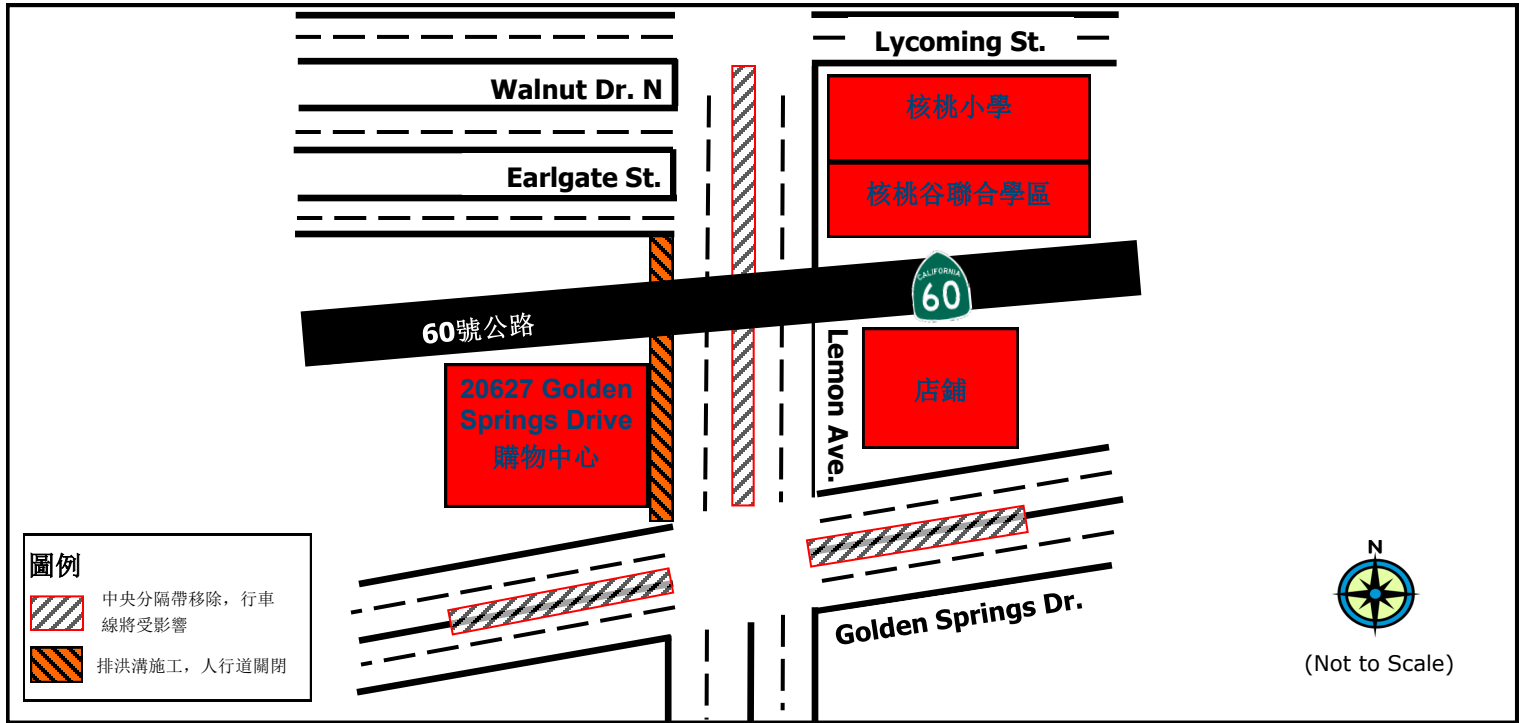 Lycoming St.
Walnut Dr. N
核桃小學
Earlgate St.
核桃谷聯合學區
CALIFORNIA
60
60號公路
Lemon Ave.
20627 Golden
Springs Drive
購物中心
店鋪
Golden Springs Dr.
圖例
中央分隔帶移除，行車
線將受影響
排洪溝施工，人行道關閉
N
(Not to Scale)